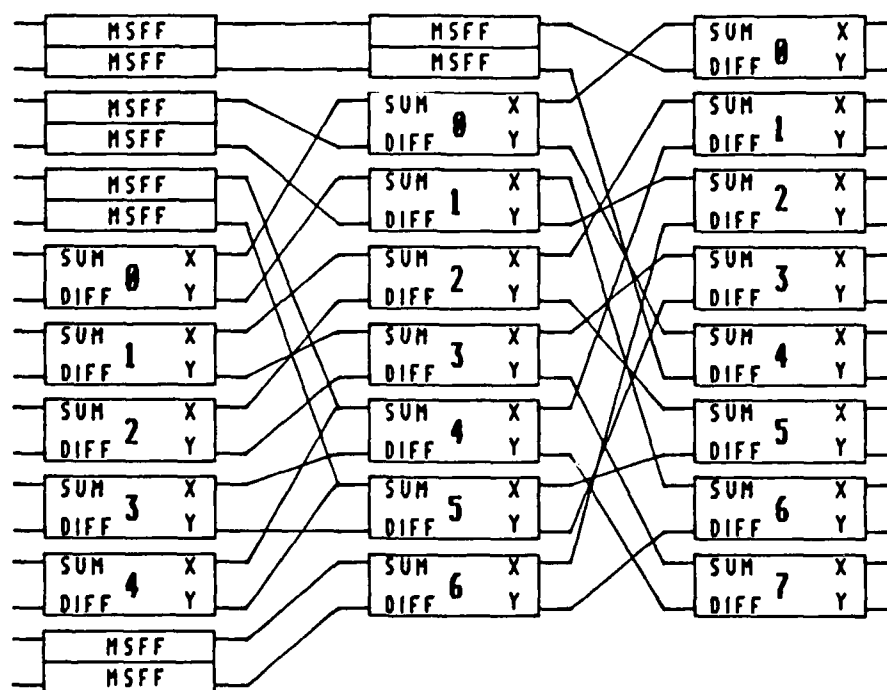 MSFF
MSFF
MSFF
MSFF
MSFF
MSFF
SUM X
0
DIFF Y
SUM X
1
DIFF Y
SUM X
2
DIFF Y
SUM X
3
DIFF Y
SUM X
4
DIFF Y
MSFF
MSFF
MSFF
MSFF
SUM X
0
DIFF Y
SUM X
1
DIFF Y
SUM X
2
DIFF Y
SUM X
3
DIFF Y
SUM X
4
DIFF Y
SUM X
5
DIFF Y
SUM X
6
DIFF Y
SUM X
0
DIFF Y
SUM X
1
DIFF Y
SUM X
2
DIFF Y
SUM X
3
DIFF Y
SUM X
4
DIFF Y
SUM X
5
DIFF Y
SUM X
6
DIFF Y
SUM X
7
DIFF Y